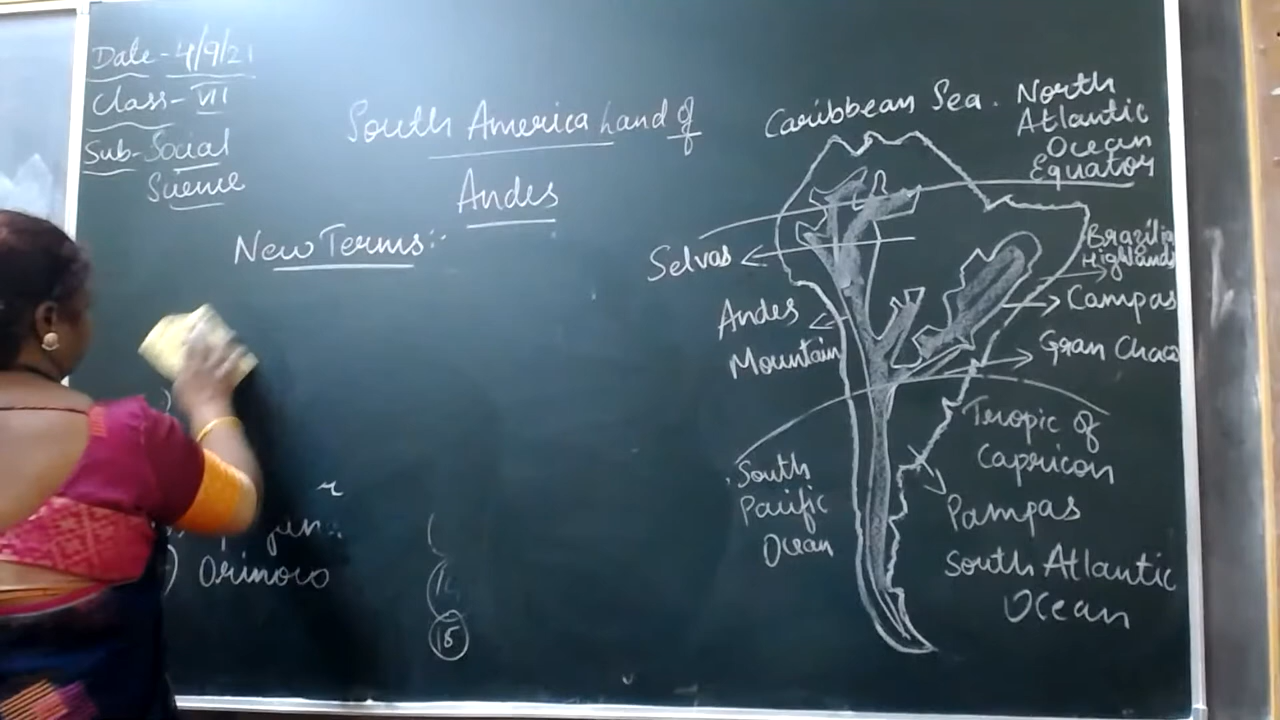 Date - 4/9/21
Class - VII
Sub - Social
Science
South America Land of
Andes
New Terms:-
) Orinoco
15
Caribbean Sea.
North
Atlantic
Ocean
Equator
Selvas
Brazilia
Highlands
Campas
Andes
Mountain
Gran Chaco
Teropic of
Capricon
South
Pacific
Ocean
Pampas
South Atlantic
Ocean